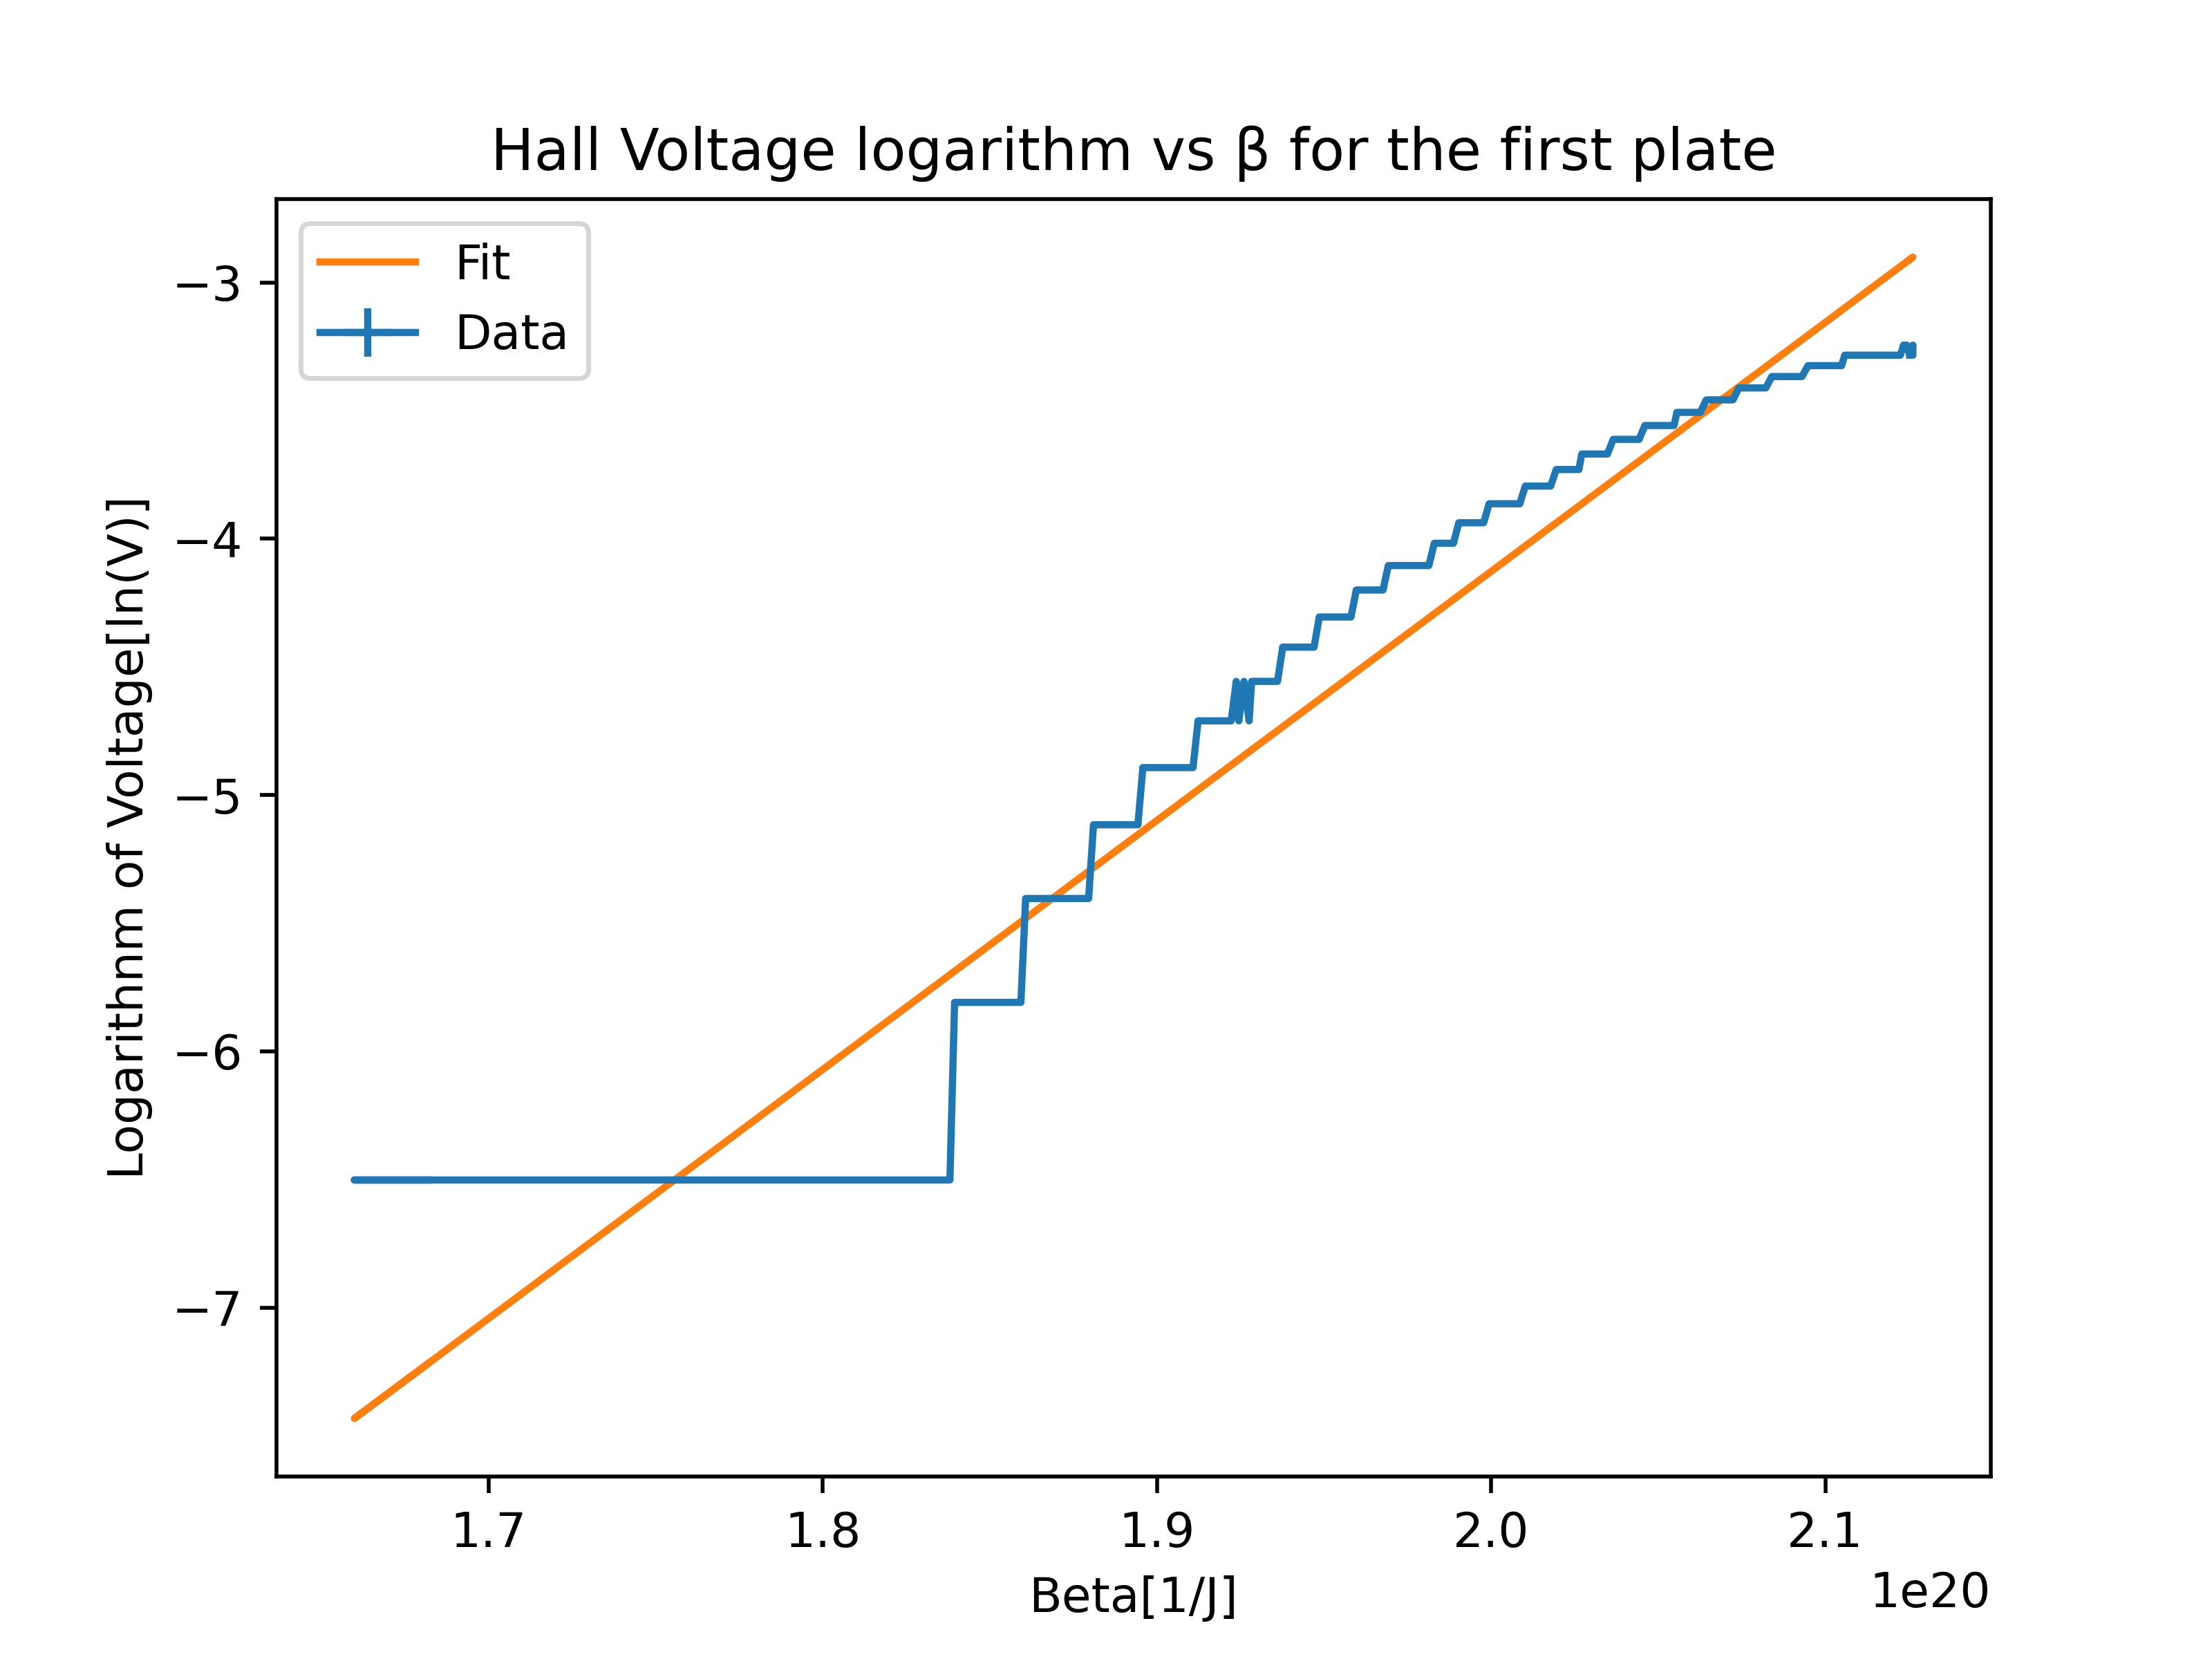 Hall Voltage logarithm vs β for the first plate
Fit
Data
−3
−4
−5
−6
−7
Logarithnm of Voltage[ln(V)]
1.7 1.8 1.9 2.0 2.1
1e20
Beta[1/J]